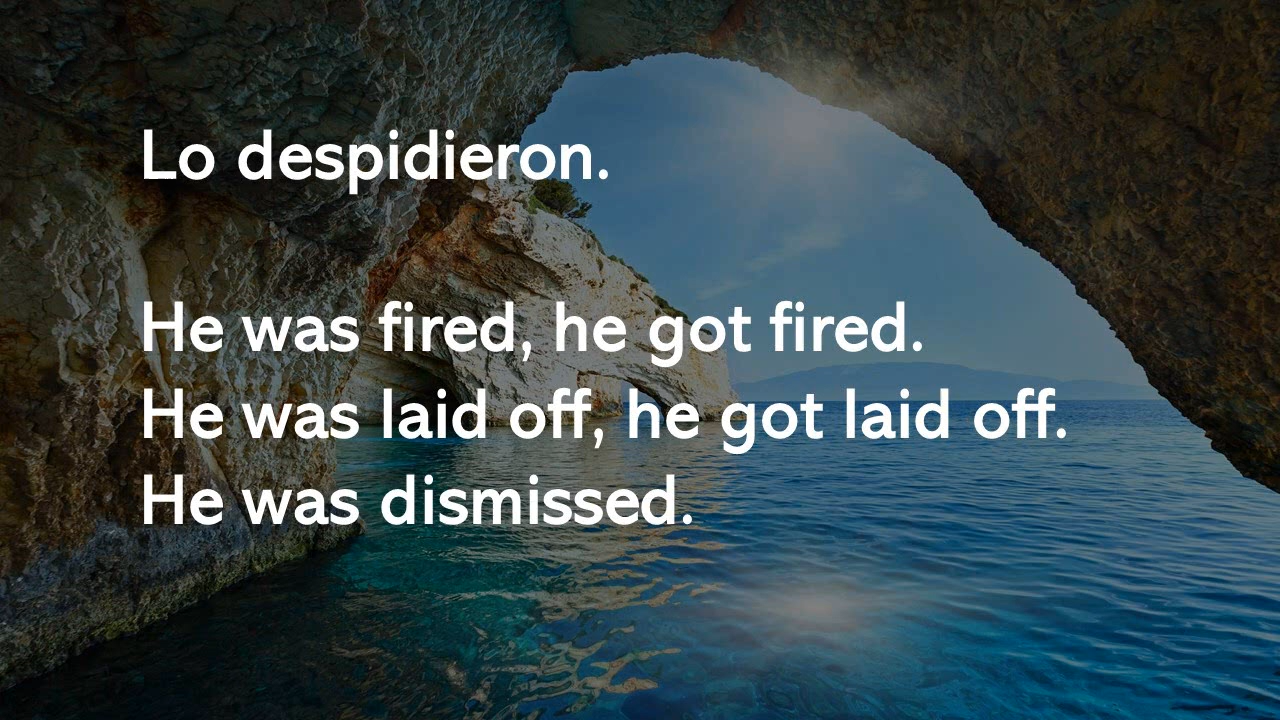 Lo despidieron.
He was fired, he got fired.
He was laid off, he got laid off.
He was dismissed.